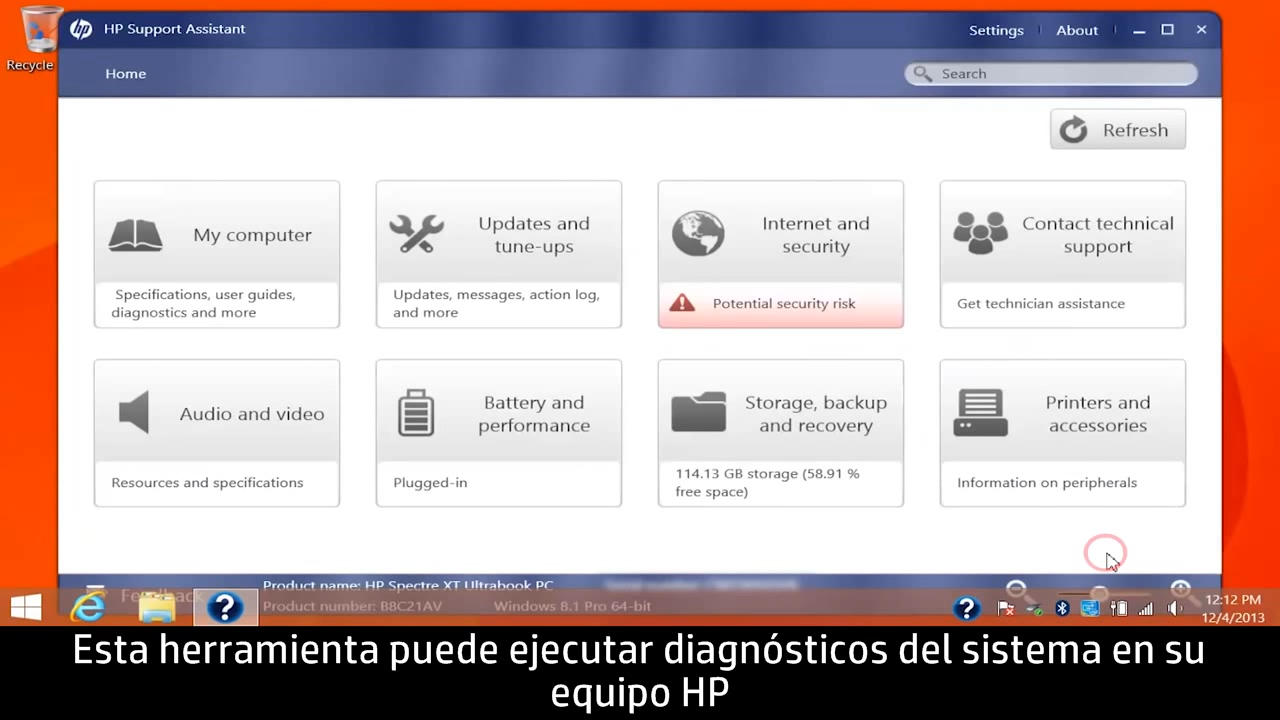 HP Support Assistant
Settings
About
Recycle
Home
Search
Refresh
My computer
Specifications, user guides,
diagnostics and more
Updates and
tune-ups
Updates, messages, action log,
and more
Internet and
security
Potential security risk
Contact technical
support
Get technician assistance
Audio and video
Resources and specifications
Battery and
performance
Plugged-in
Storage, backup
and recovery
114.13 GB storage (58.91 %
free space)
Printers and
accessories
Information on peripherals
Product name: HP Spectre XT Ultrabook PC
Feedback
Product number: B8C21AV
Windows 8.1 Pro 64-bit
12:12 PM
12/4/2013
Esta herramienta puede ejecutar diagnósticos del sistema en su
equipo HP